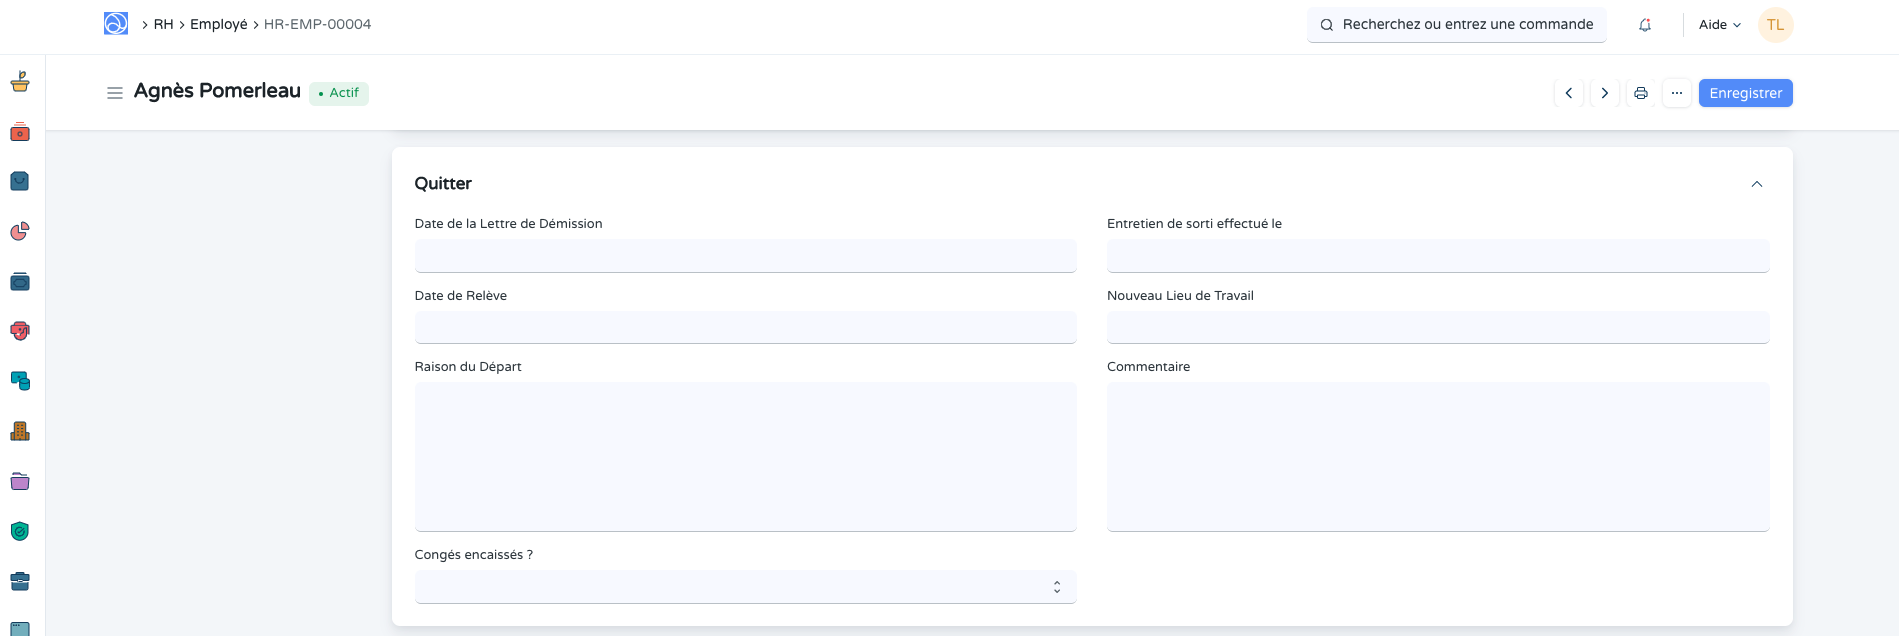 RH Employé HR-EMP-00004
Recherchez ou entrez une commande
Aide
TL
Agnès Pomerleau
Actif
Enregistrer
Quitter
Date de la Lettre de Démission
Entretien de sorti effectué le
Date de Relève
Nouveau Lieu de Travail
Raison du Départ
Commentaire
Congés encaissés ?